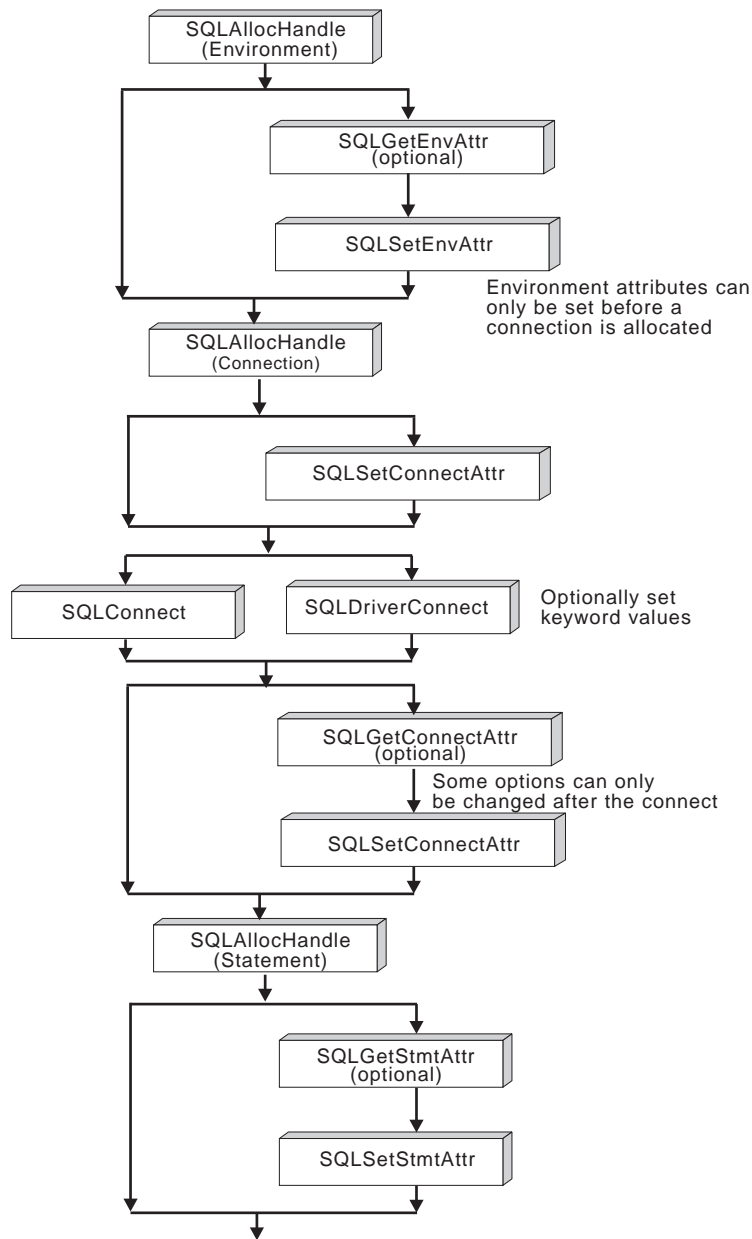 SQLAllocHandle
(Environment)
SQLGetEnvAttr
(optional)
SQLSetEnvAttr
Environment attributes can
only be set before a
connection is allocated
SQLAllocHandle
(Connection)
SQLSetConnectAttr
SQLConnect
SQLDriverConnect
Optionally set
keyword values
SQLGetConnectAttr
(optional)
Some options can only
be changed after the connect
SQLSetConnectAttr
SQLAllocHandle
(Statement)
SQLGetStmtAttr
(optional)
SQLSetStmtAttr